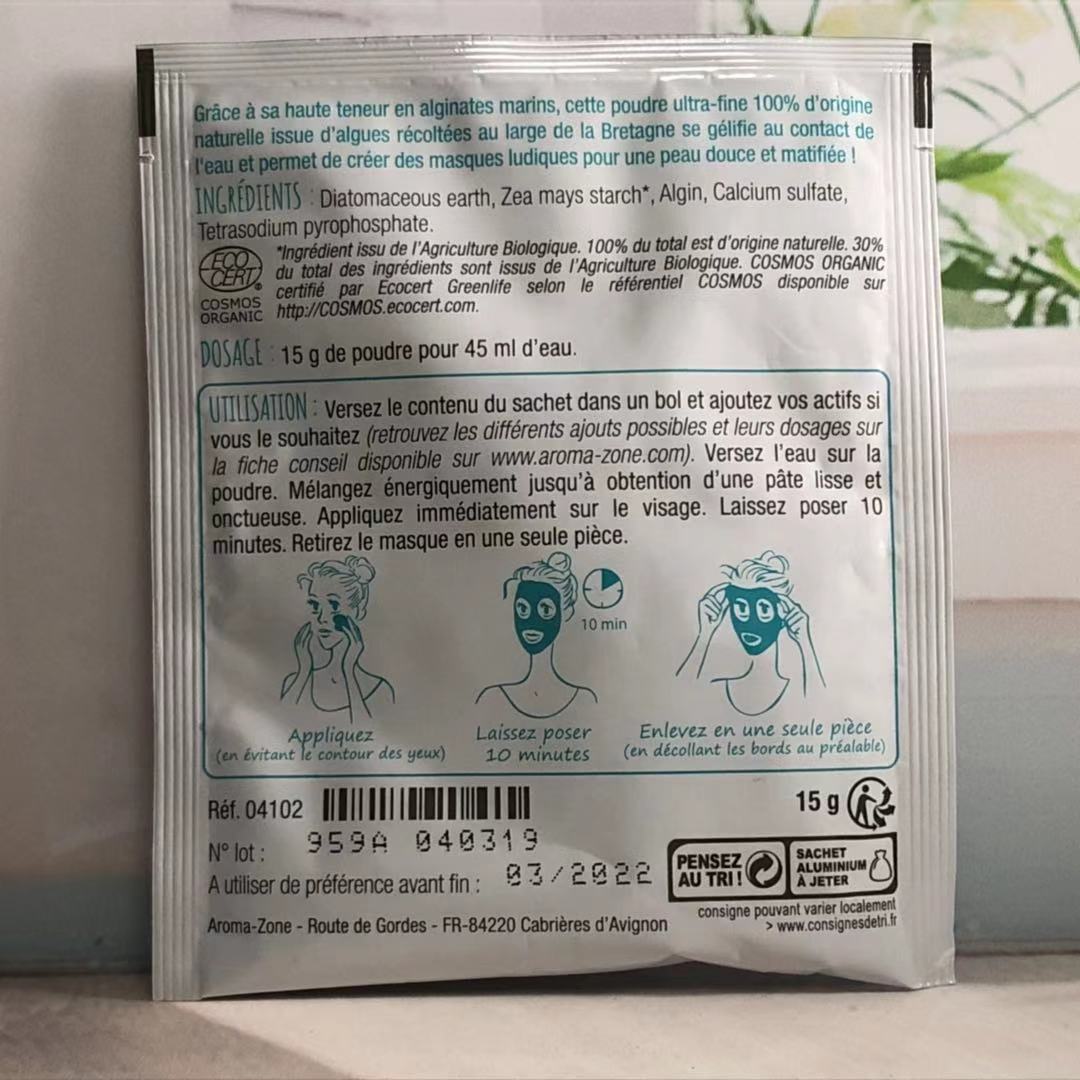 Grâce à sa haute teneur en alginates marins, cette poudre ultra-fine 100% d'origine
naturelle issue d'algues récoltées au large de la Bretagne se gélifie au contact de
l'eau et permet de créer des masques ludiques pour une peau douce et matifiée !
INGRÉDIENTS : Diatomaceous earth, Zea mays starch*, Algin, Calcium sulfate,
Tetrasodium pyrophosphate.
ECO
CERT®
COSMOS
ORGANIC
*Ingrédient issu de l'Agriculture Biologique. 100% du total est d'origine naturelle. 30%
du total des ingrédients sont issus de l'Agriculture Biologique. COSMOS ORGANIC
certifié par Ecocert Greenlife selon le référentiel COSMOS disponible sur
http://COSMOS.ecocert.com.
DOSAGE : 15 g de poudre pour 45 ml d'eau.
UTILISATION : Versez le contenu du sachet dans un bol et ajoutez vos actifs si
vous le souhaitez (retrouvez les différents ajouts possibles et leurs dosages sur
la fiche conseil disponible sur www.aroma-zone.com). Versez l'eau sur la
poudre. Mélangez énergiquement jusqu'à obtention d'une pâte lisse et
onctueuse. Appliquez immédiatement sur le visage. Laissez poser 10
minutes. Retirez le masque en une seule pièce.
10 min
Appliquez
(en évitant le contour des yeux)
Laissez poser
10 minutes
Enlevez en une seule pièce
(en décollant les bords au préalable)
Réf. 04102
15 g
N° lot : 959A 040319
A utiliser de préférence avant fin : 03/2022
PENSEZ
AU TRI !
SACHET
ALUMINIUM
À JETER
consigne pouvant varier localement
> www.consignesdetri.fr
Aroma-Zone - Route de Gordes - FR-84220 Cabrières d'Avignon